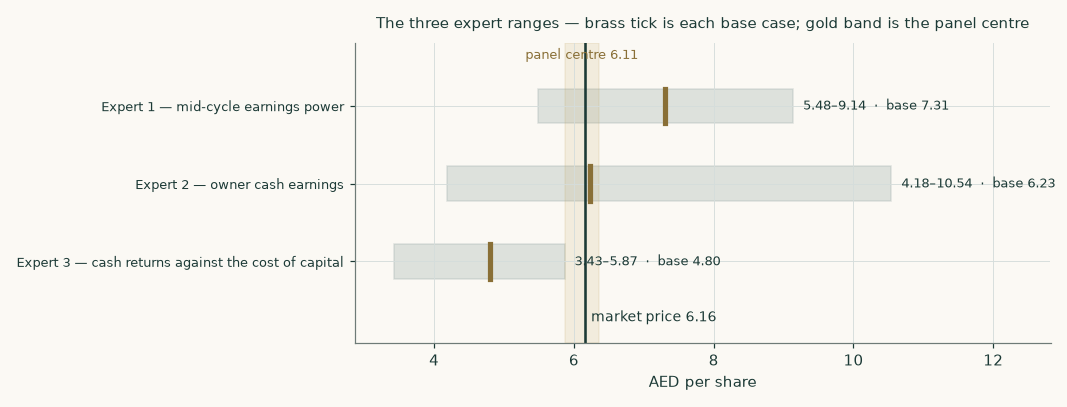 The three expert ranges — brass tick is each base case; gold band is the panel centre
panel centre 6.11
Expert 1 — mid-cycle earnings power
5.48–9.14 · base 7.31
Expert 2 — owner cash earnings
4.18–10.54 · base 6.23
Expert 3 — cash returns against the cost of capital
3.43–5.87 · base 4.80
market price 6.16
4 6 8 10 12
AED per share